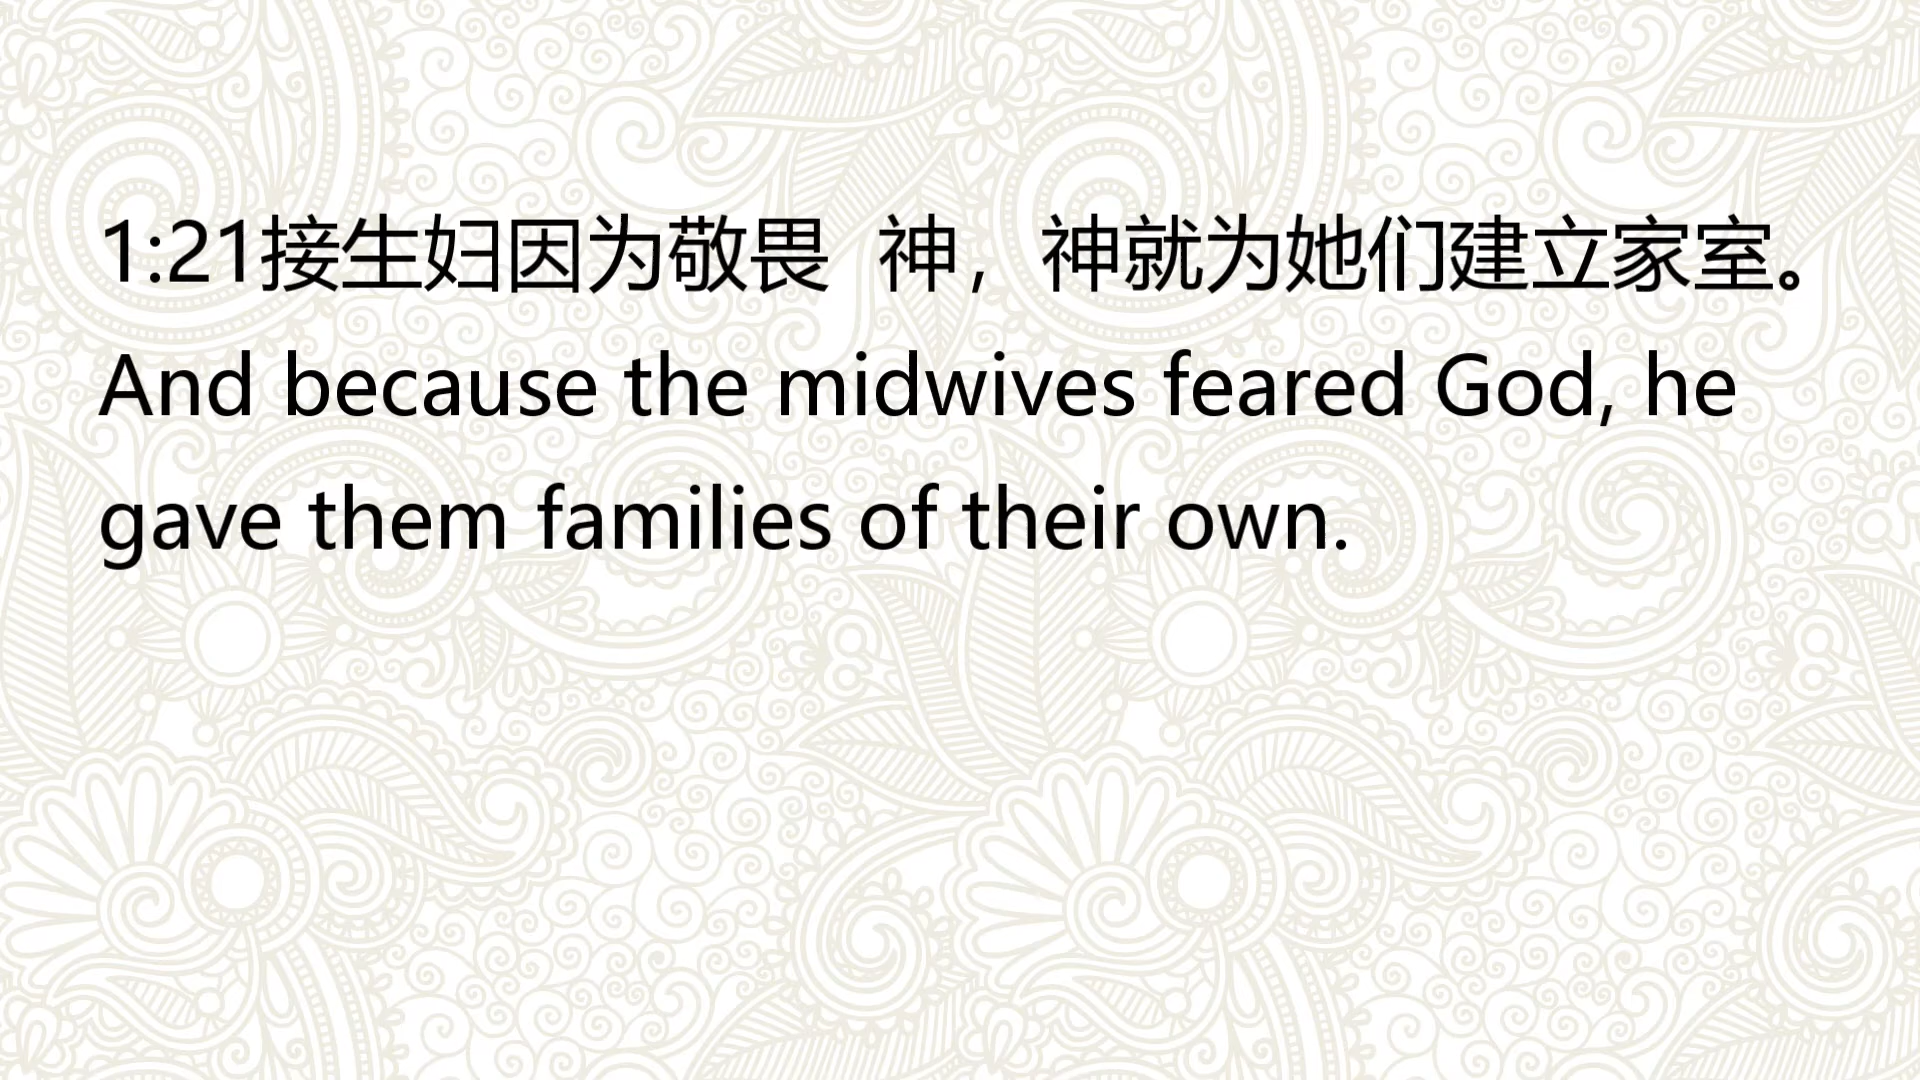 1:21接生妇因为敬畏  神，神就为她们建立家室。
And because the midwives feared God, he
gave them families of their own.